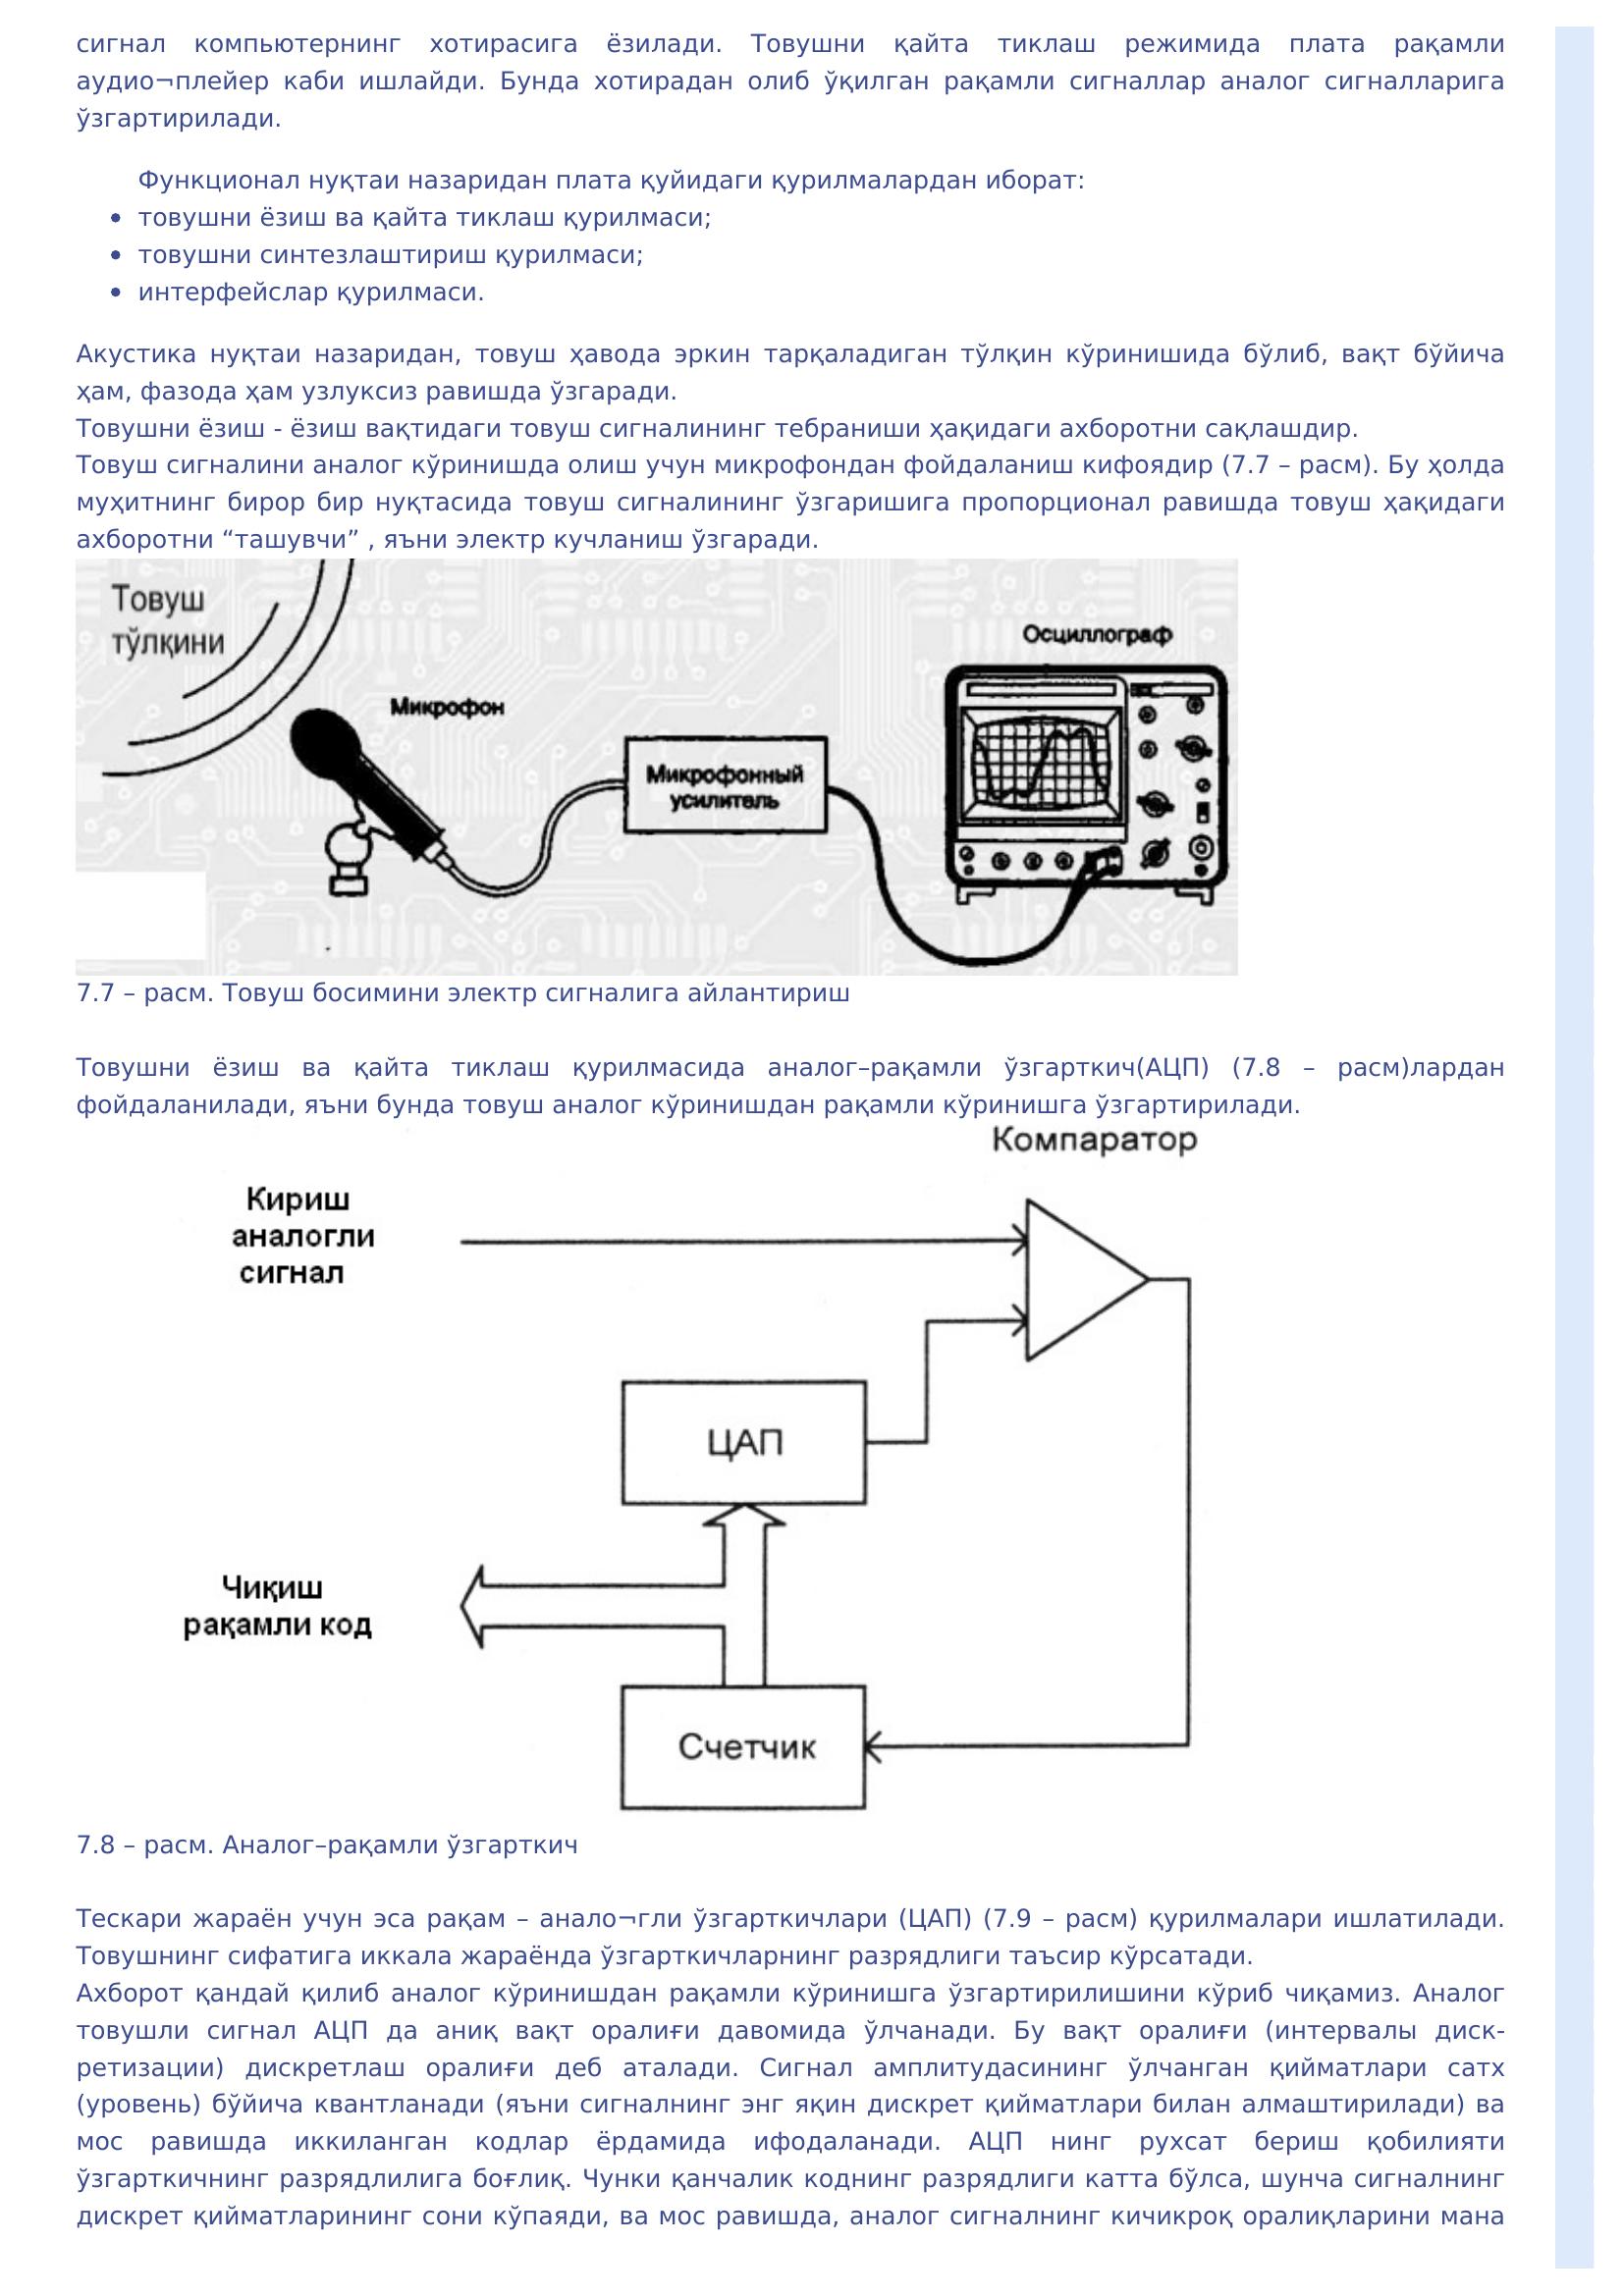 сигнал компьютернинг хотирасига ёзилади. Товушни қайта тиклаш режимида плата рақамли
аудио¬плейер каби ишлайди. Бунда хотирадан олиб ўқилган рақамли сигналлар аналог сигналларига
ўзгартирилади.
Функционал нуқтаи назаридан плата қуйидаги қурилмалардан иборат:
• товушни ёзиш ва қайта тиклаш қурилмаси;
• товушни синтезлаштириш қурилмаси;
• интерфейслар қурилмаси.
Акустика нуқтаи назаридан, товуш ҳавода эркин тарқаладиган тўлқин кўринишида бўлиб, вақт бўйича
ҳам, фазода ҳам узлуксиз равишда ўзгаради.
Товушни ёзиш - ёзиш вақтидаги товуш сигналининг тебраниши ҳақидаги ахборотни сақлашдир.
Товуш сигналини аналог кўринишда олиш учун микрофондан фойдаланиш кифоядир (7.7 – расм). Бу ҳолда
муҳитнинг бирор бир нуқтасида товуш сигналининг ўзгаришига пропорционал равишда товуш ҳақидаги
ахборотни “ташувчи” , яъни электр кучланиш ўзгаради.
Товуш
тўлқини
Осциллограф
Микрофон
Микрофонный
усилитель
7.7 – расм. Товуш босимини электр сигналига айлантириш
Товушни ёзиш ва қайта тиклаш қурилмасида аналог–рақамли ўзгарткич(АЦП) (7.8 – расм)лардан
фойдаланилади, яъни бунда товуш аналог кўринишдан рақамли кўринишга ўзгартирилади.
Компаратор
Кириш
аналогли
сигнал
ЦАП
Чиқиш
рақамли код
Счетчик
7.8 – расм. Аналог–рақамли ўзгарткич
Тескари жараён учун эса рақам – анало¬гли ўзгарткичлари (ЦАП) (7.9 – расм) қурилмалари ишлатилади.
Товушнинг сифатига иккала жараёнда ўзгарткичларнинг разрядлиги таъсир кўрсатади.
Ахборот қандай қилиб аналог кўринишдан рақамли кўринишга ўзгартирилишини кўриб чиқамиз. Аналог
товушли сигнал АЦП да аниқ вақт оралиғи давомида ўлчанади. Бу вақт оралиғи (интервалы диск-
ретизации) дискретлаш оралиғи деб аталади. Сигнал амплитудасининг ўлчанган қийматлари сатх
(уровень) бўйича квантланади (яъни сигналнинг энг яқин дискрет қийматлари билан алмаштирилади) ва
мос равишда иккиланган кодлар ёрдамида ифодаланади. АЦП нинг рухсат бериш қобилияти
ўзгарткичнинг разрядлилига боғлиқ. Чунки қанчалик коднинг разрядлиги катта бўлса, шунча сигналнинг
дискрет қийматларининг сони кўпаяди, ва мос равишда, аналог сигналнинг кичикроқ оралиқларини мана